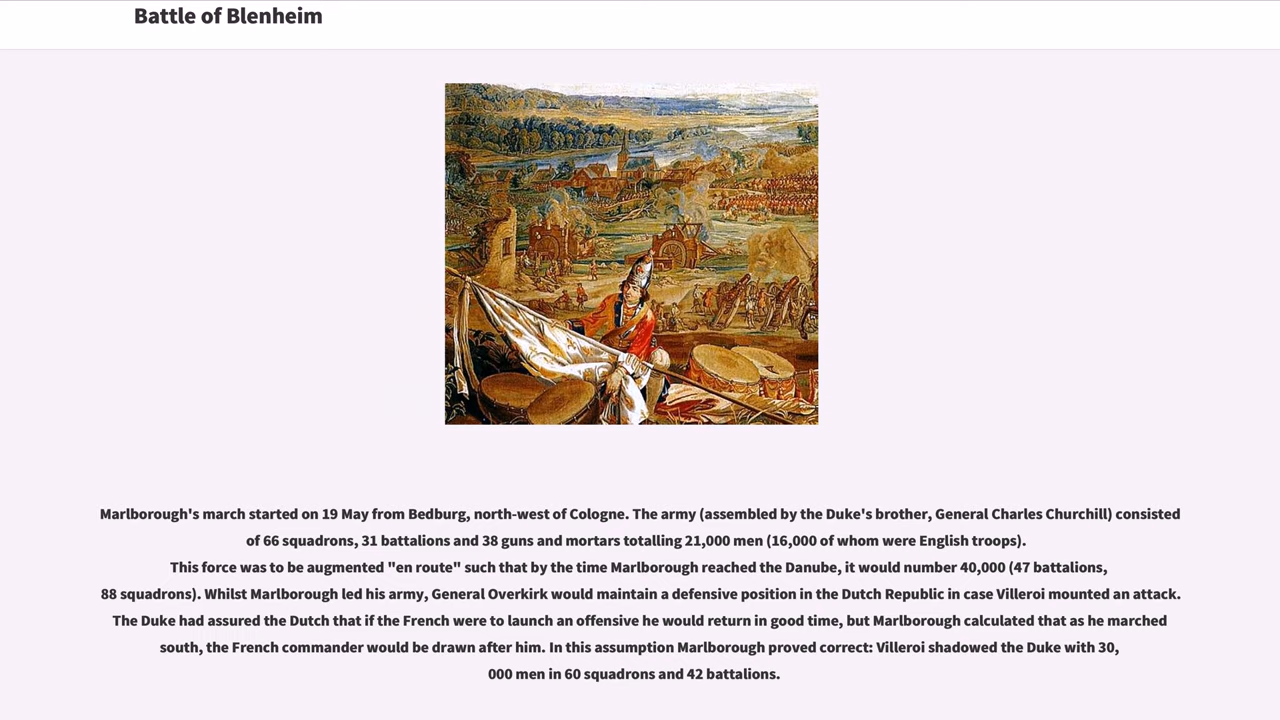 Battle of Blenheim
Marlborough's march started on 19 May from Bedburg, north-west of Cologne. The army (assembled by the Duke's brother, General Charles Churchill) consisted
of 66 squadrons, 31 battalions and 38 guns and mortars totalling 21,000 men (16,000 of whom were English troops).
This force was to be augmented "en route" such that by the time Marlborough reached the Danube, it would number 40,000 (47 battalions,
88 squadrons). Whilst Marlborough led his army, General Overkirk would maintain a defensive position in the Dutch Republic in case Villeroi mounted an attack.
The Duke had assured the Dutch that if the French were to launch an offensive he would return in good time, but Marlborough calculated that as he marched
south, the French commander would be drawn after him. In this assumption Marlborough proved correct: Villeroi shadowed the Duke with 30,
000 men in 60 squadrons and 42 battalions.